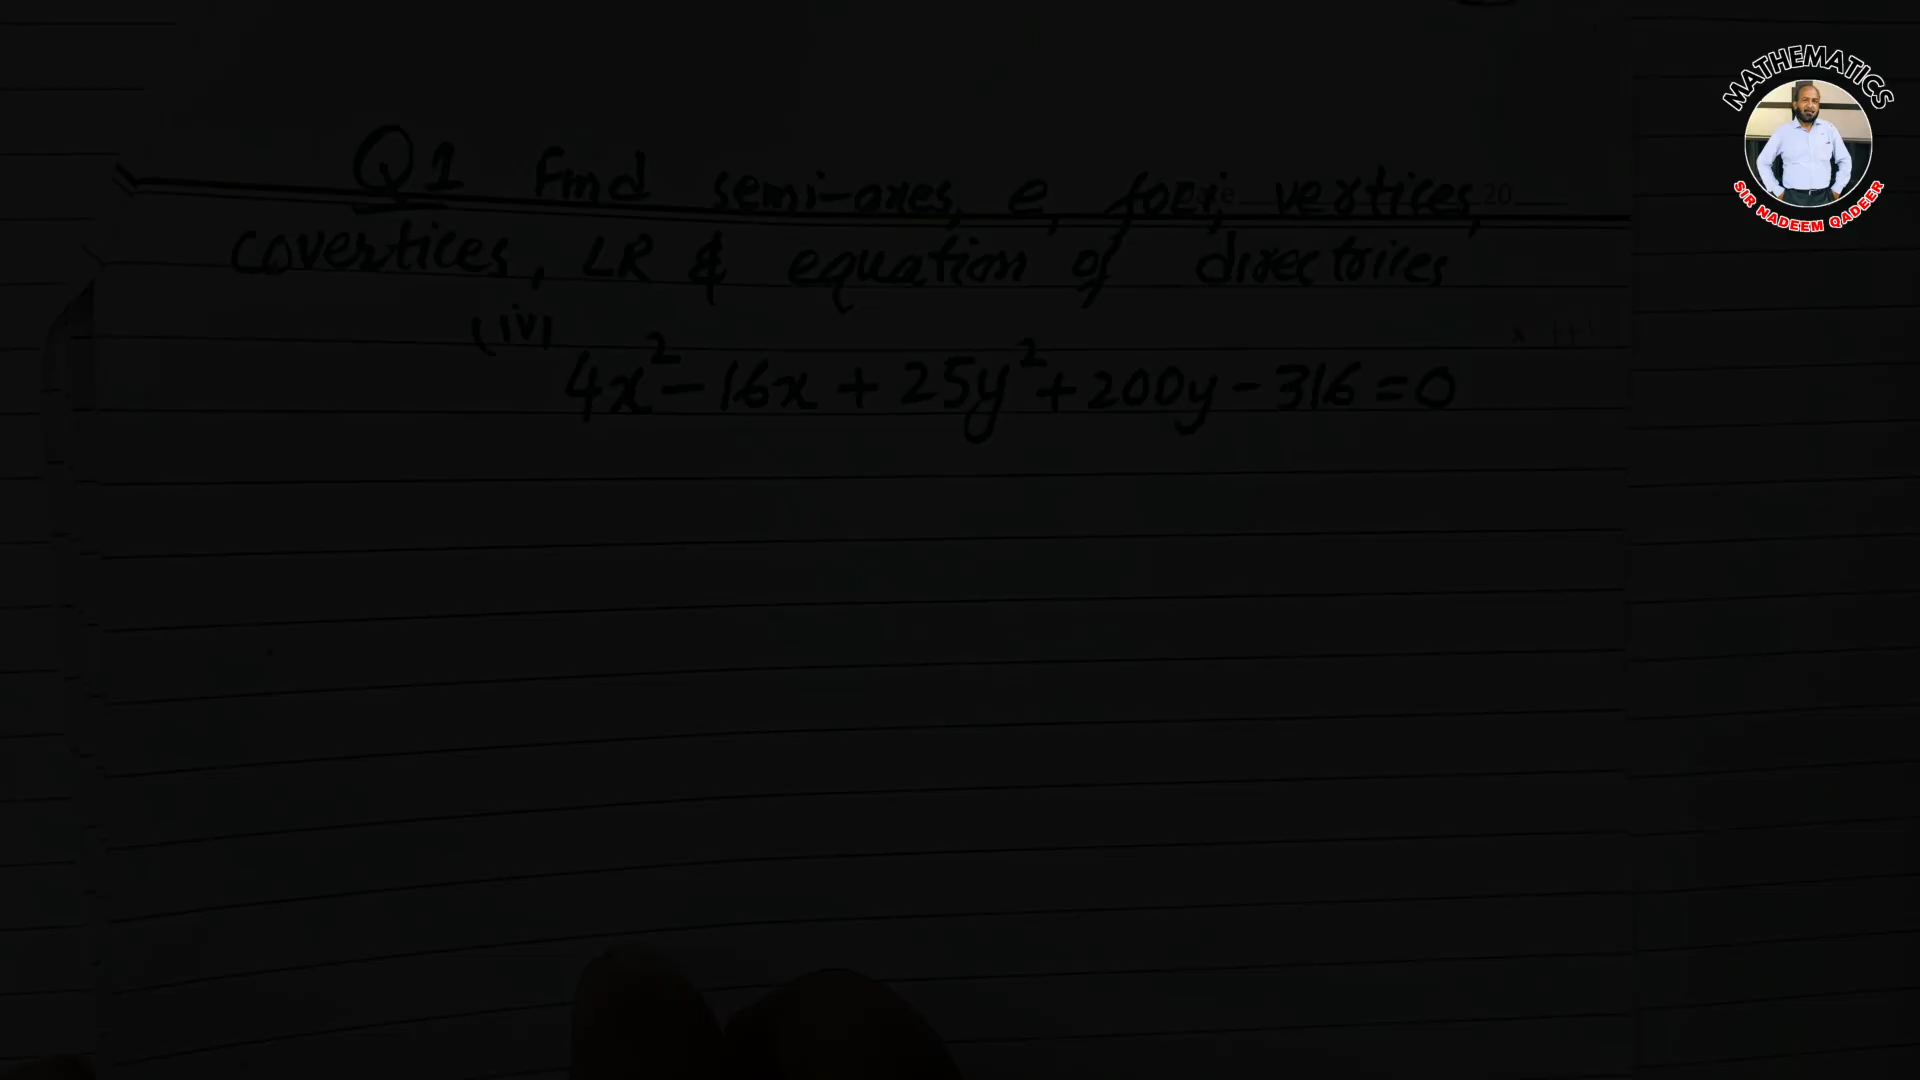 Q1 Find semi-axes, e, foci, vertices,
covertices, LR & equation of directrices
(iv)
4x² - 16x + 25y² + 200y - 316 = 0
MATHEMATICS
SIR NADEEM QADEER